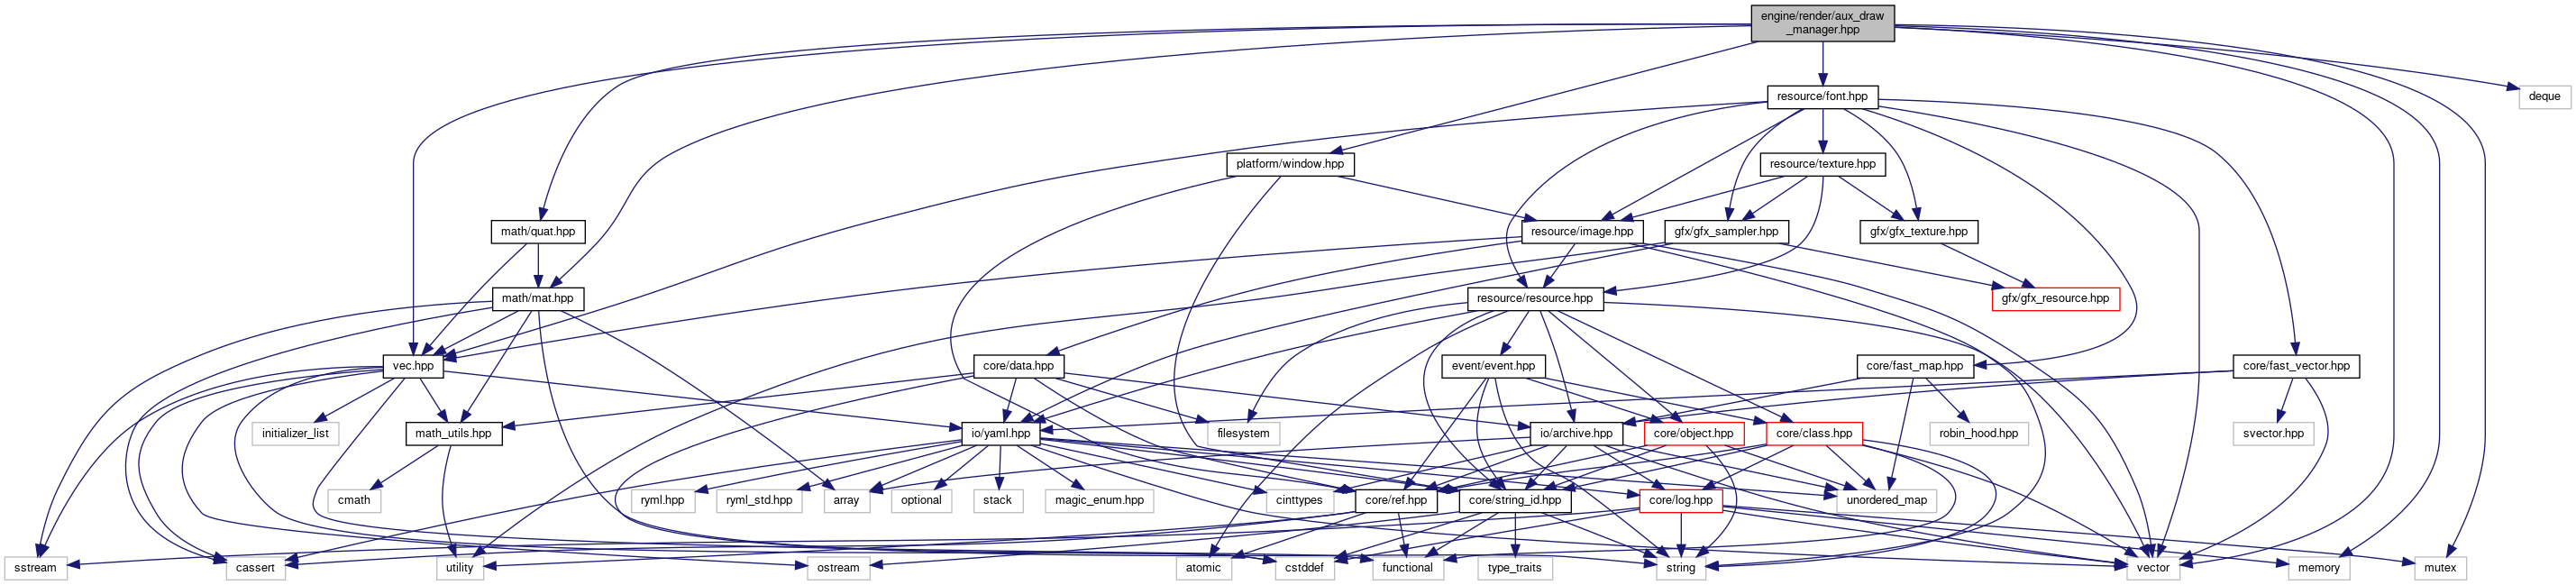 engine/render/aux_draw
_manager.hpp
resource/font.hpp
deque
platform/window.hpp
resource/texture.hpp
math/quat.hpp
resource/image.hpp
gfx/gfx_sampler.hpp
gfx/gfx_texture.hpp
math/mat.hpp
resource/resource.hpp
gfx/gfx_resource.hpp
vec.hpp
core/data.hpp
event/event.hpp
core/fast_map.hpp
core/fast_vector.hpp
initializer_list
math_utils.hpp
io/yaml.hpp
filesystem
io/archive.hpp
core/object.hpp
core/class.hpp
robin_hood.hpp
svector.hpp
cmath
ryml.hpp
ryml_std.hpp
array
optional
stack
magic_enum.hpp
cinttypes
core/ref.hpp
core/string_id.hpp
core/log.hpp
unordered_map
sstream
cassert
utility
ostream
atomic
cstddef
functional
type_traits
string
vector
memory
mutex